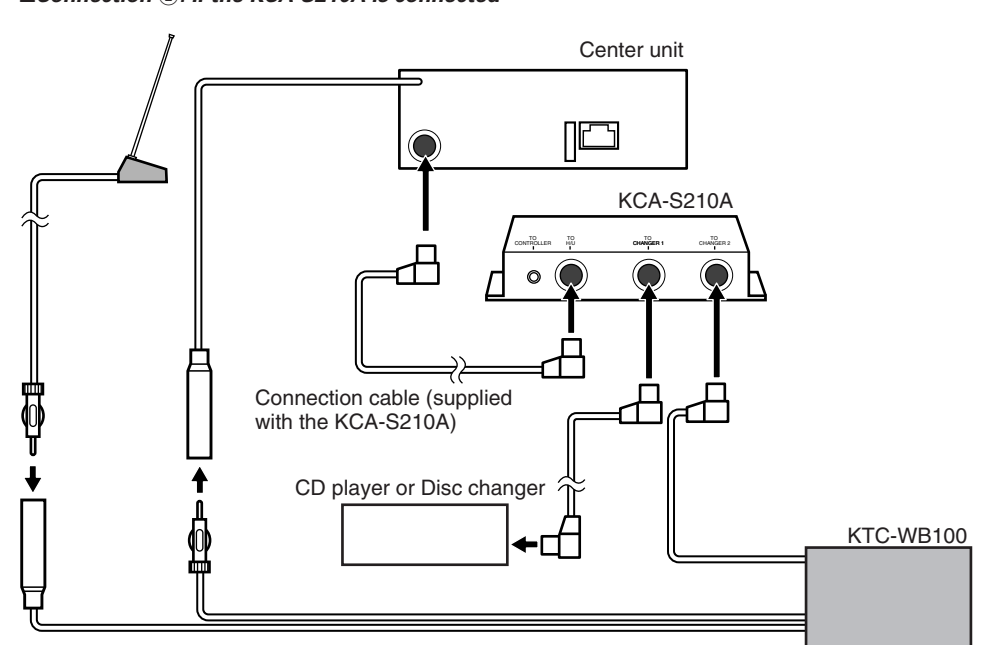 Center unit
KCA-S210A
TO CONTROLLER
TO H/U
TO CHANGER 1
TO CHANGER 2
Connection cable (supplied
with the KCA-S210A)
CD player or Disc changer
KTC-WB100